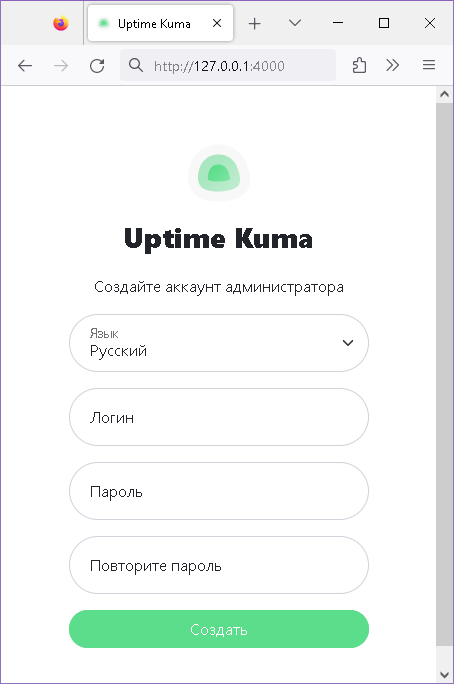 Uptime Kuma
http://127.0.0.1:4000
Uptime Kuma
Создайте аккаунт администратора
Язык
Русский
Логин
Пароль
Повторите пароль
Создать